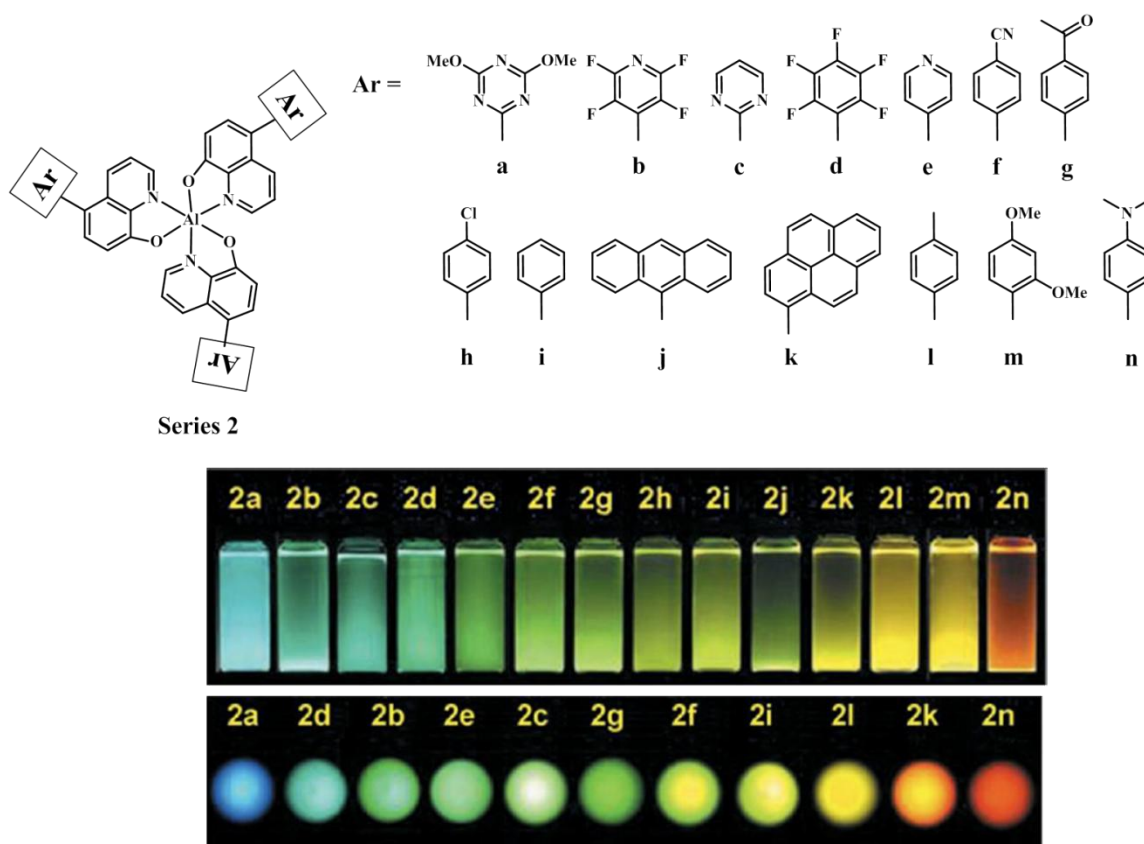 Ar =
MeO N OMe
N N
F N F
F F
N N
F
F F
F F
N
CN
O
a b c d e f g
Ar
Ar
O N
N Al
O O
N
Ar
Series 2
Cl
OMe
OMe
N
h i j k l m n
2a 2b 2c 2d 2e 2f 2g 2h 2i 2j 2k 2l 2m 2n
2a 2d 2b 2e 2c 2g 2f 2i 2l 2k 2n